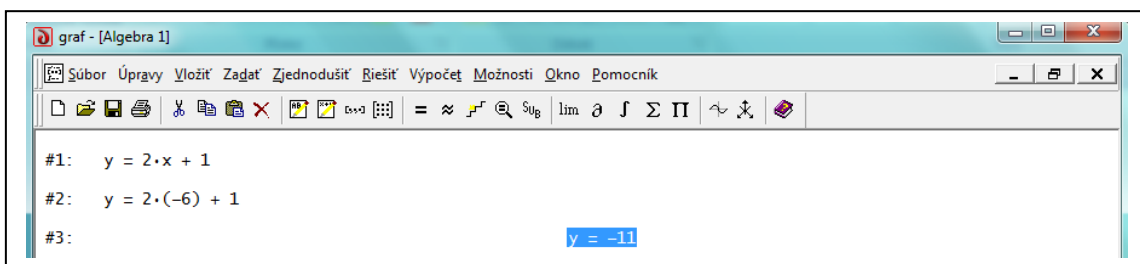 graf - [Algebra 1]
Súbor Úpravy Vložiť Zadať Zjednodušiť Riešiť Výpočet Možnosti Okno Pomocník
= ≈ SUB lim ∂ ∫ Σ Π
#1: y = 2·x + 1
#2: y = 2·(-6) + 1
#3: y = -11